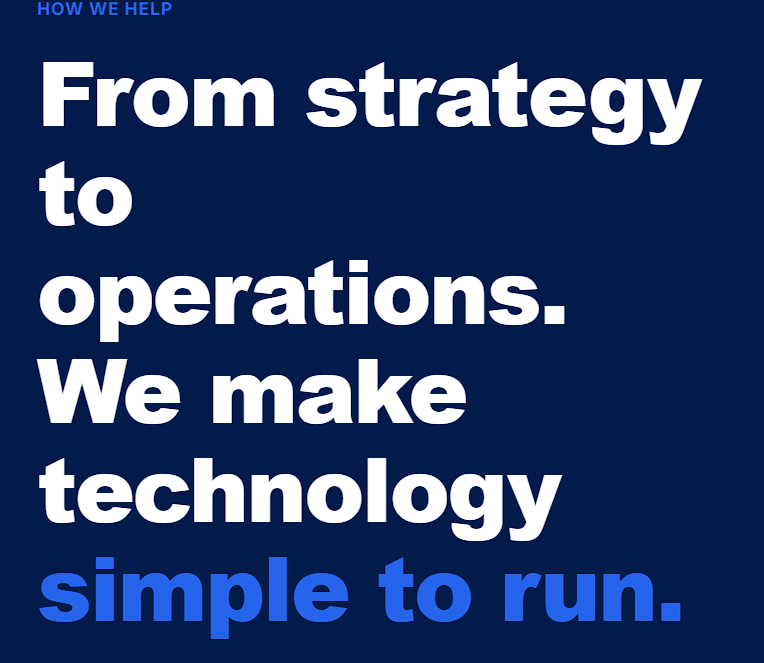 HOW WE HELP
From strategy
to
operations.
We make
technology
simple to run.